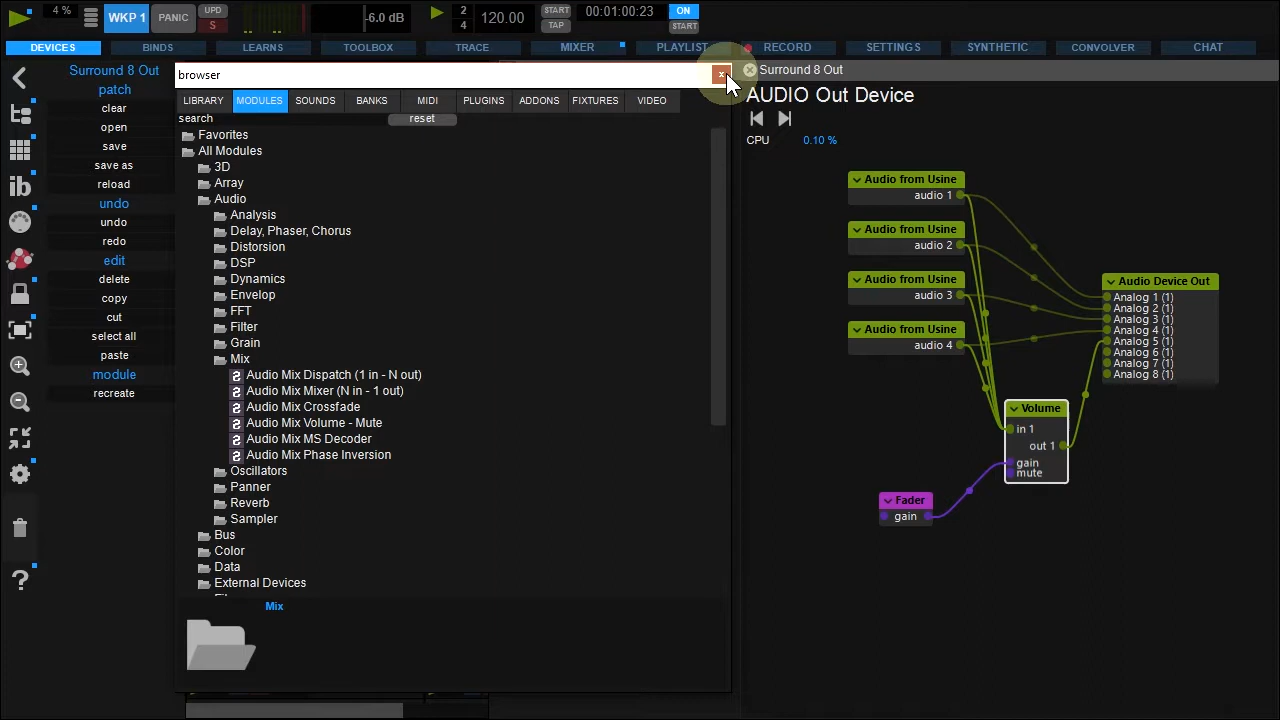 4 %
WKP 1
PANIC
UPD
S
-6.0 dB
2
4
120.00
START
TAP
00:01:00:23
ON
START
DEVICES
BINDS
LEARNS
TOOLBOX
TRACE
MIXER
PLAYLIST
RECORD
SETTINGS
SYNTHETIC
CONVOLVER
CHAT
Surround 8 Out
patch
clear
open
save
save as
reload
undo
undo
redo
edit
delete
copy
cut
select all
paste
module
recreate
ib
?
browser
x
LIBRARY
MODULES
SOUNDS
BANKS
MIDI
PLUGINS
ADDONS
FIXTURES
VIDEO
search
reset
Favorites
All Modules
3D
Array
Audio
Analysis
Delay, Phaser, Chorus
Distorsion
DSP
Dynamics
Envelop
FFT
Filter
Grain
Mix
Audio Mix Dispatch (1 in - N out)
Audio Mix Mixer (N in - 1 out)
Audio Mix Crossfade
Audio Mix Volume - Mute
Audio Mix MS Decoder
Audio Mix Phase Inversion
Oscillators
Panner
Reverb
Sampler
Bus
Color
Data
External Devices
Mix
Surround 8 Out
AUDIO Out Device
CPU
0.10 %
Audio from Usine
audio 1
Audio from Usine
audio 2
Audio from Usine
audio 3
Audio from Usine
audio 4
Audio Device Out
Analog 1 (1)
Analog 2 (1)
Analog 3 (1)
Analog 4 (1)
Analog 5 (1)
Analog 6 (1)
Analog 7 (1)
Analog 8 (1)
Volume
in 1
out 1
gain
mute
Fader
gain